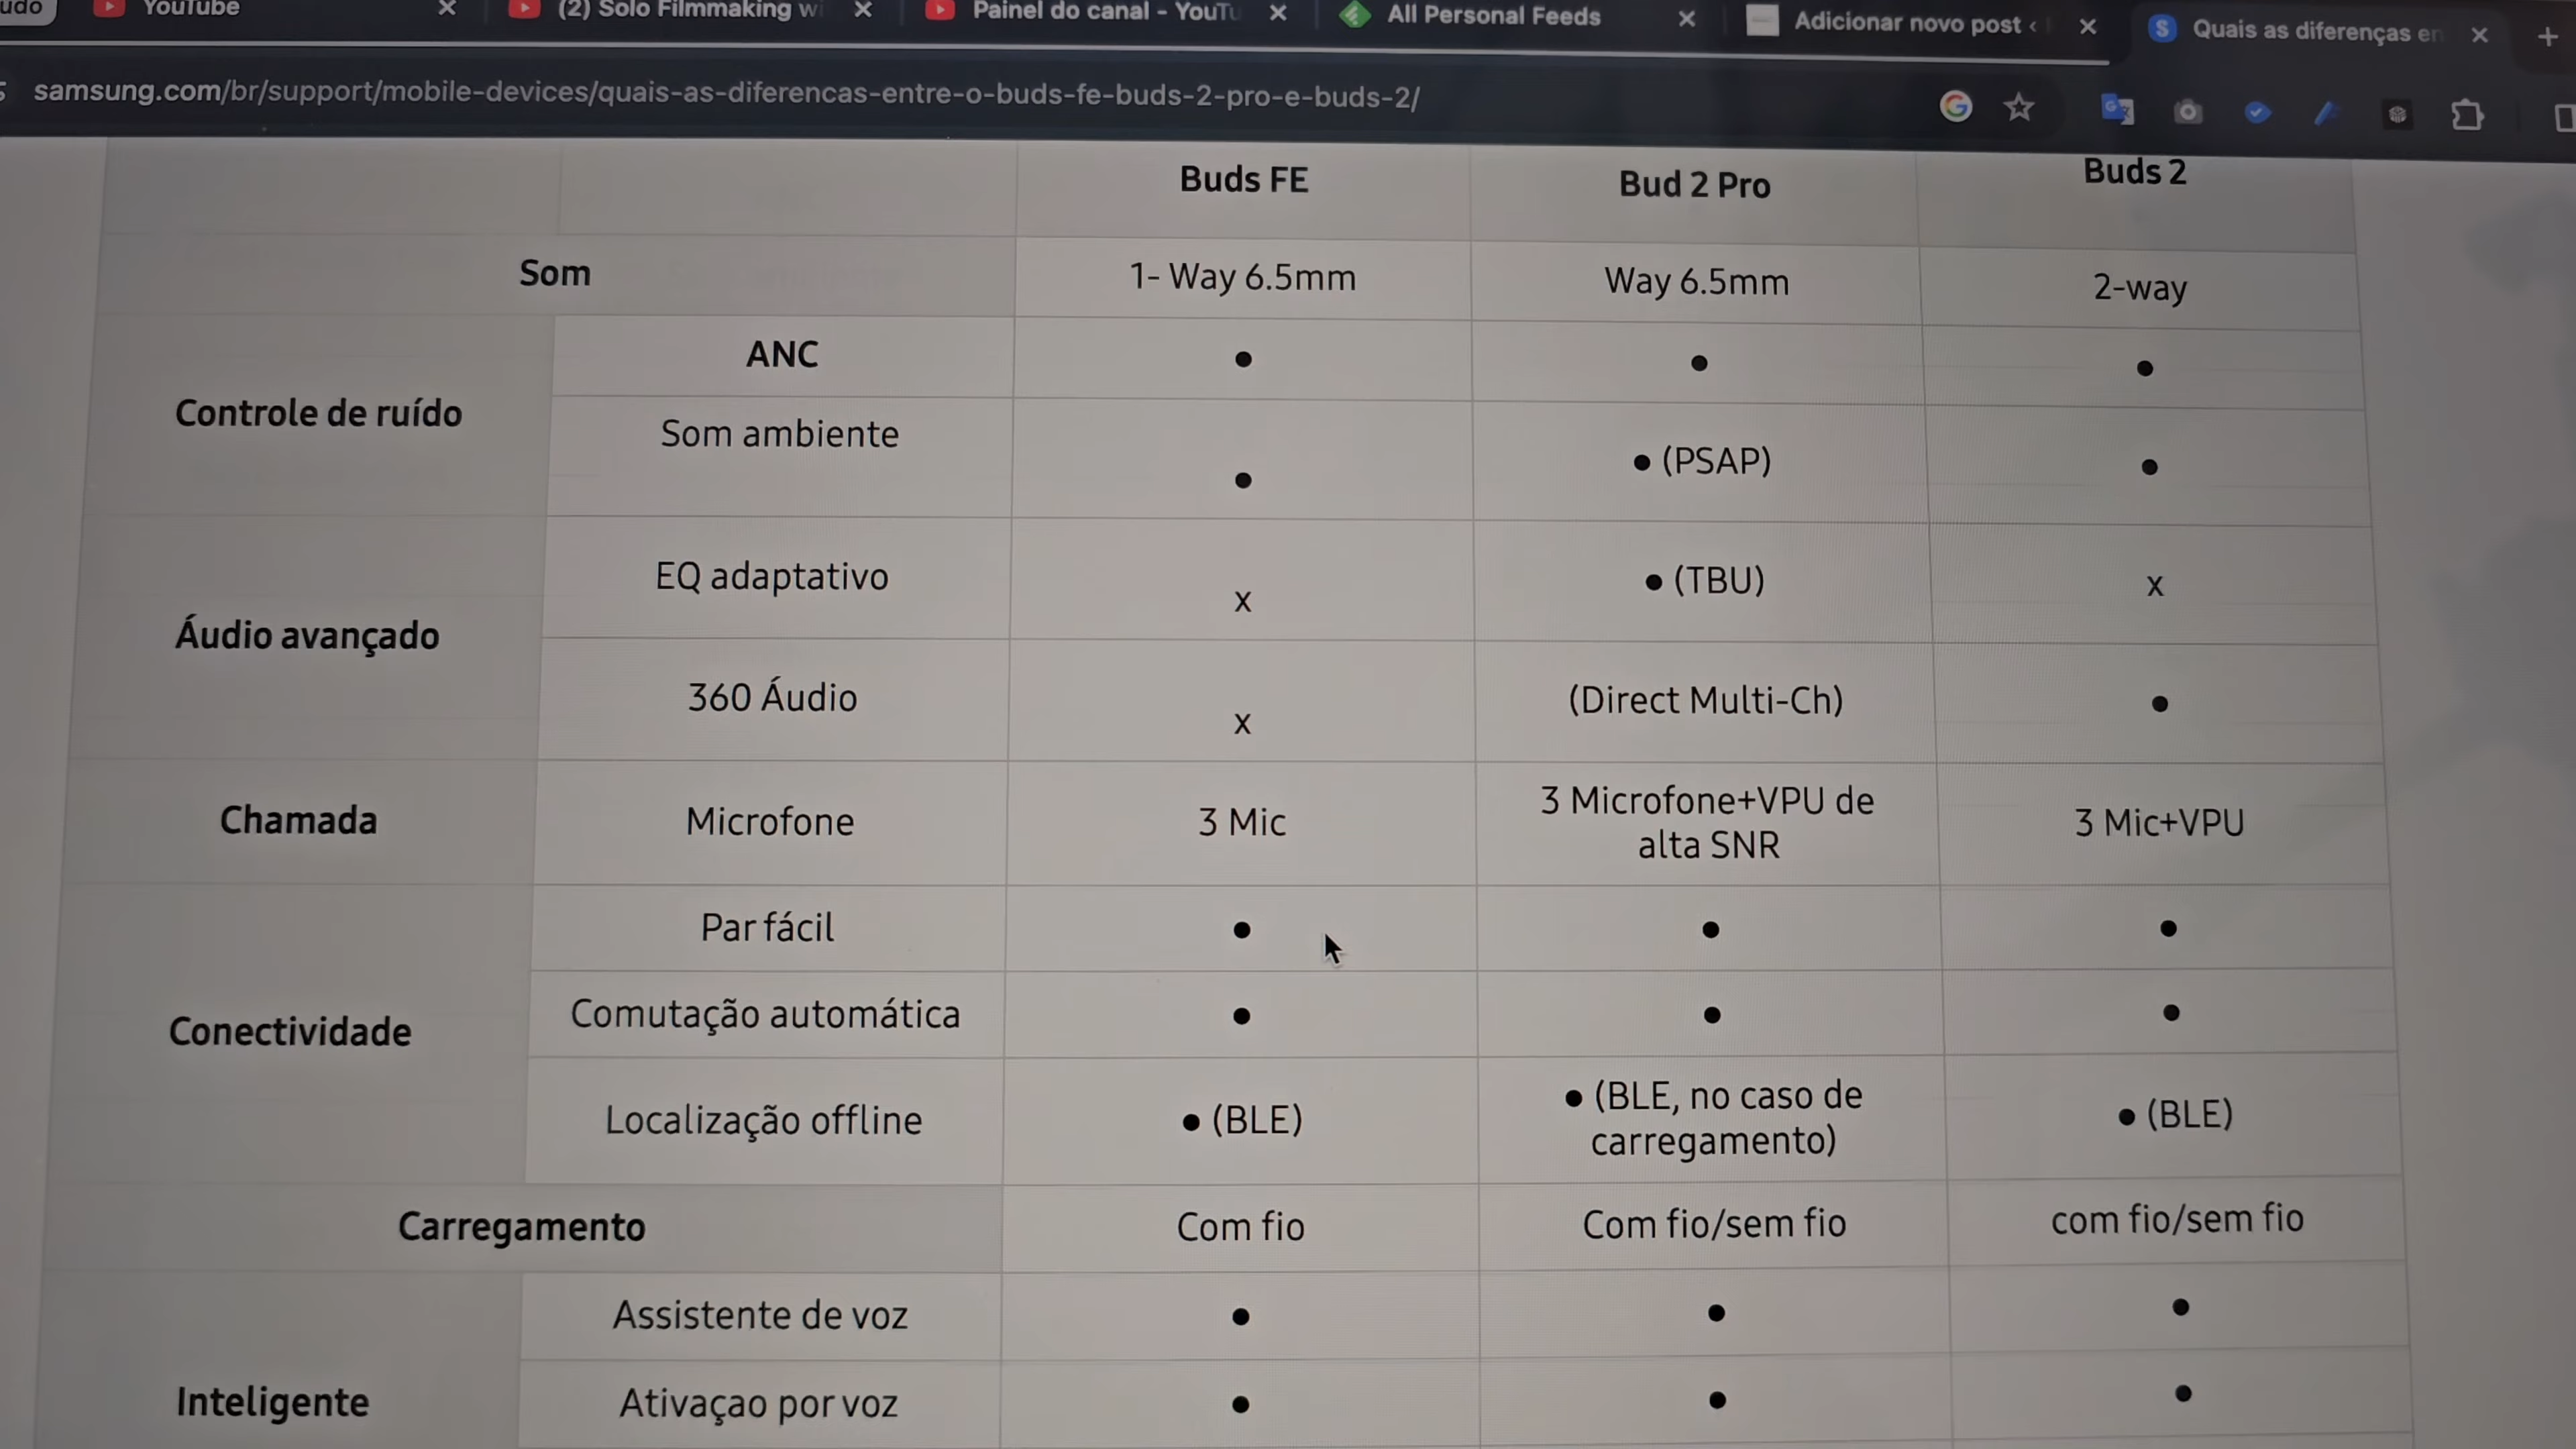 udo
YouTube
(2) Solo Filmmaking wi
Painel do canal - YouTu
All Personal Feeds
Adicionar novo post ‹
Quais as diferenças en
samsung.com/br/support/mobile-devices/quais-as-diferencas-entre-o-buds-fe-buds-2-pro-e-buds-2/
Buds FE
Bud 2 Pro
Buds 2
Som
1- Way 6.5mm
Way 6.5mm
2-way
Controle de ruído
ANC
●
●
●
Som ambiente
●
● (PSAP)
●
Áudio avançado
EQ adaptativo
x
● (TBU)
x
360 Áudio
x
(Direct Multi-Ch)
●
Chamada
Microfone
3 Mic
3 Microfone+VPU de
alta SNR
3 Mic+VPU
Conectividade
Par fácil
●
●
●
Comutação automática
●
●
●
Localização offline
● (BLE)
● (BLE, no caso de
carregamento)
● (BLE)
Carregamento
Com fio
Com fio/sem fio
com fio/sem fio
Inteligente
Assistente de voz
●
●
●
Ativaçao por voz
●
●
●